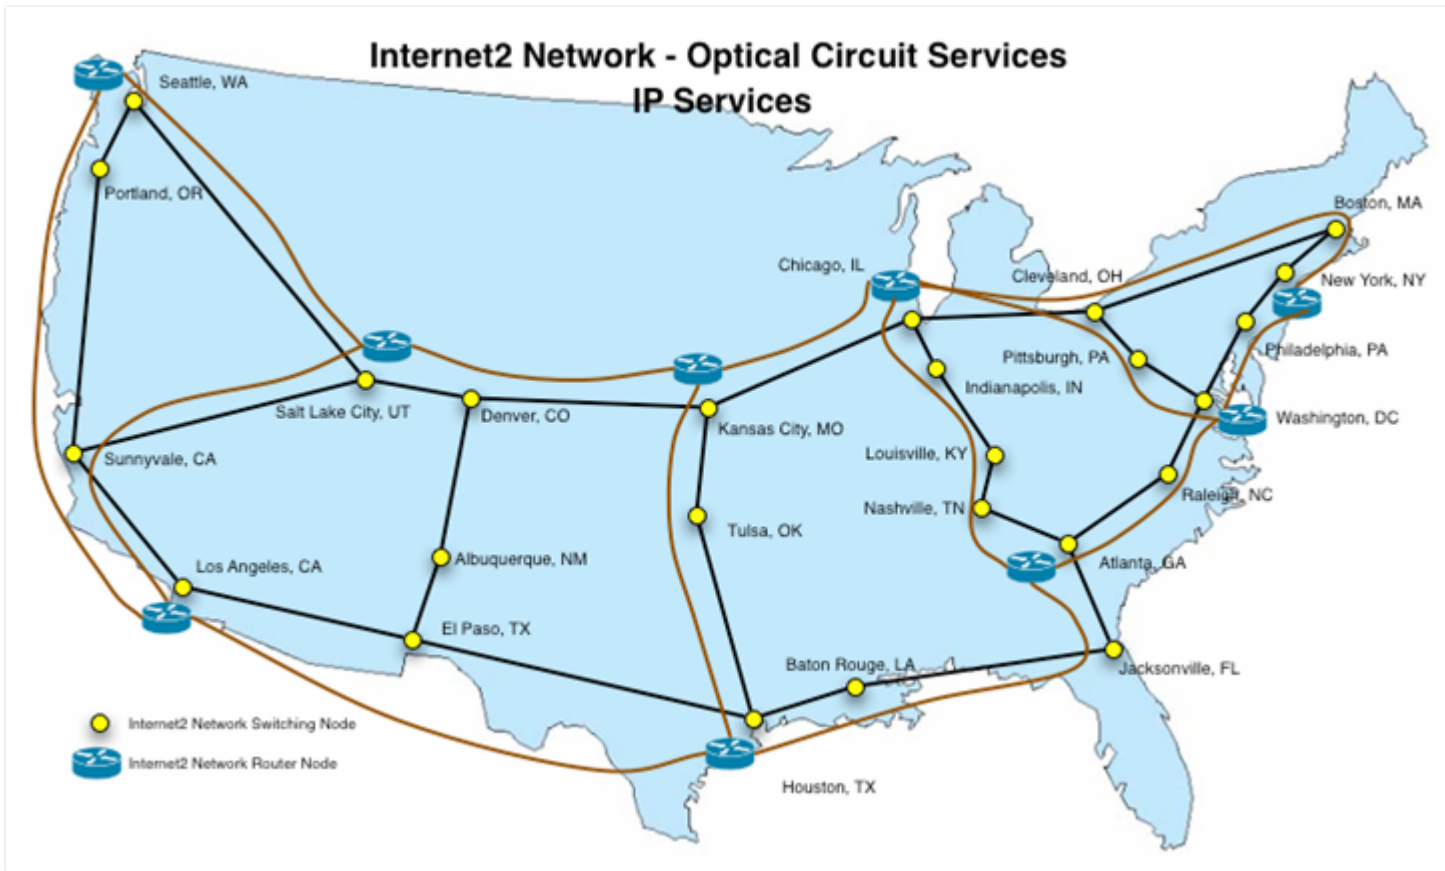 Internet2 Network - Optical Circuit Services
IP Services
Seattle, WA
Portland, OR
Boston, MA
Chicago, IL
Cleveland, OH
New York, NY
Pittsburgh, PA
Philadelphia, PA
Indianapolis, IN
Salt Lake City, UT
Denver, CO
Kansas City, MO
Washington, DC
Sunnyvale, CA
Louisville, KY
Raleigh, NC
Nashville, TN
Tulsa, OK
Los Angeles, CA
Albuquerque, NM
Atlanta, GA
El Paso, TX
Baton Rouge, LA
Jacksonville, FL
Internet2 Network Switching Node
Internet2 Network Router Node
Houston, TX